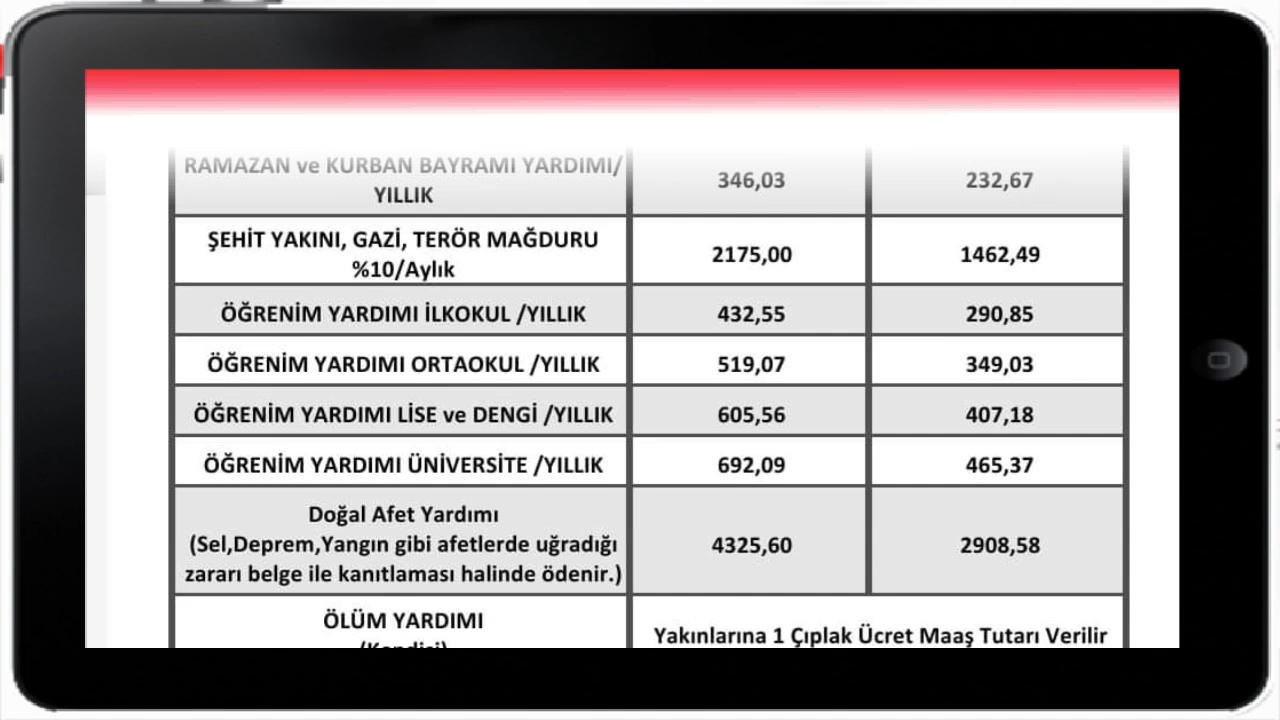 RAMAZAN ve KURBAN BAYRAMI YARDIMI/
YILLIK
346,03
232,67
ŞEHİT YAKINI, GAZİ, TERÖR MAĞDURU
%10/Aylık
2175,00
1462,49
ÖĞRENİM YARDIMI İLKOKUL /YILLIK
432,55
290,85
ÖĞRENİM YARDIMI ORTAOKUL /YILLIK
519,07
349,03
ÖĞRENİM YARDIMI LİSE ve DENGİ /YILLIK
605,56
407,18
ÖĞRENİM YARDIMI ÜNİVERSİTE /YILLIK
692,09
465,37
Doğal Afet Yardımı
(Sel,Deprem,Yangın gibi afetlerde uğradığı
zararı belge ile kanıtlaması halinde ödenir.)
4325,60
2908,58
ÖLÜM YARDIMI
(Kendisi)
Yakınlarına 1 Çıplak Ücret Maaş Tutarı Verilir